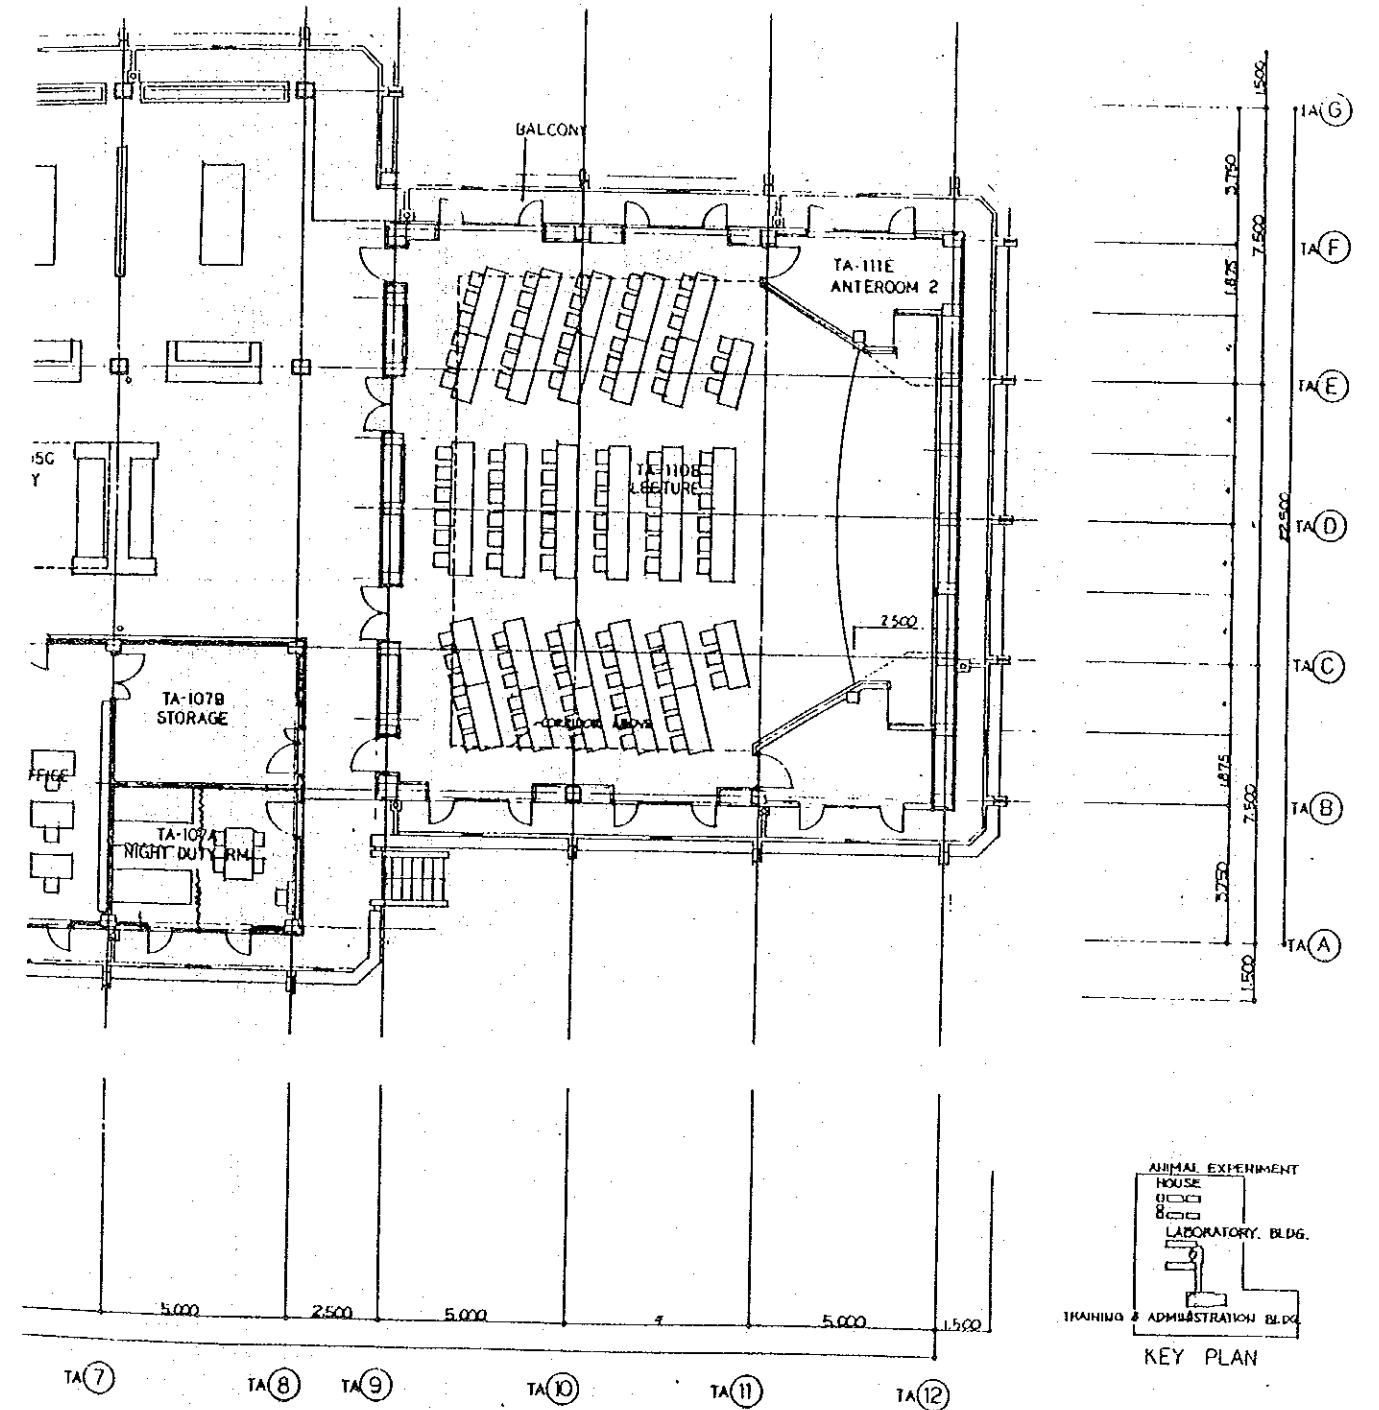 1.500
TA G
BALCONY
3.750
7.500
TA F
TA-111E
ANTEROOM 2
1.875
TA E
TA-110B
LECTURE
22.500
TA D
2.500
TA C
TA-107B
STORAGE
CORRIDOR ABOVE
1.875
7.500
TA B
TA-107A
NIGHT DUTY RM.
3.750
TA A
1.500
ANIMAL EXPERIMENT
HOUSE
LABORATORY. BLDG.
TRAINING & ADMINISTRATION BLDG.
KEY PLAN
5.000
2.500
5.000
5.000
1.500
TA 7
TA 8
TA 9
TA 10
TA 11
TA 12